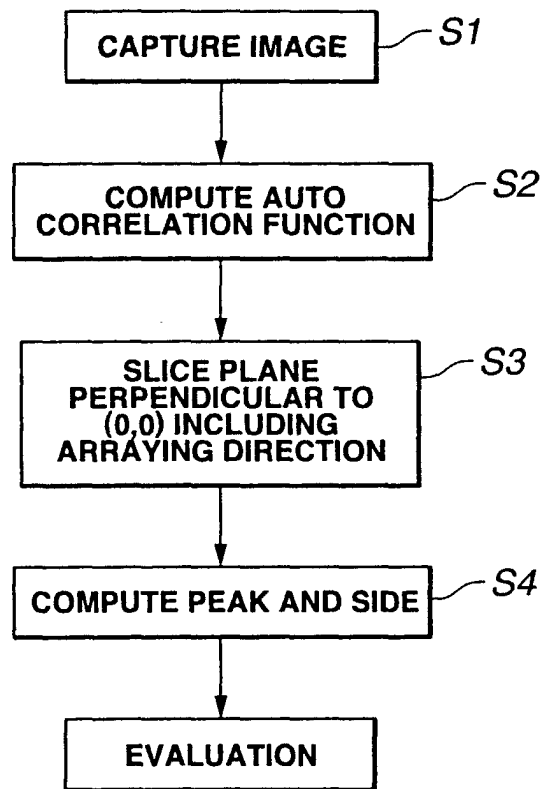 CAPTURE IMAGE
S1
COMPUTE AUTO
CORRELATION FUNCTION
S2
SLICE PLANE
PERPENDICULAR TO
(0,0) INCLUDING
ARRAYING DIRECTION
S3
COMPUTE PEAK AND SIDE
S4
EVALUATION